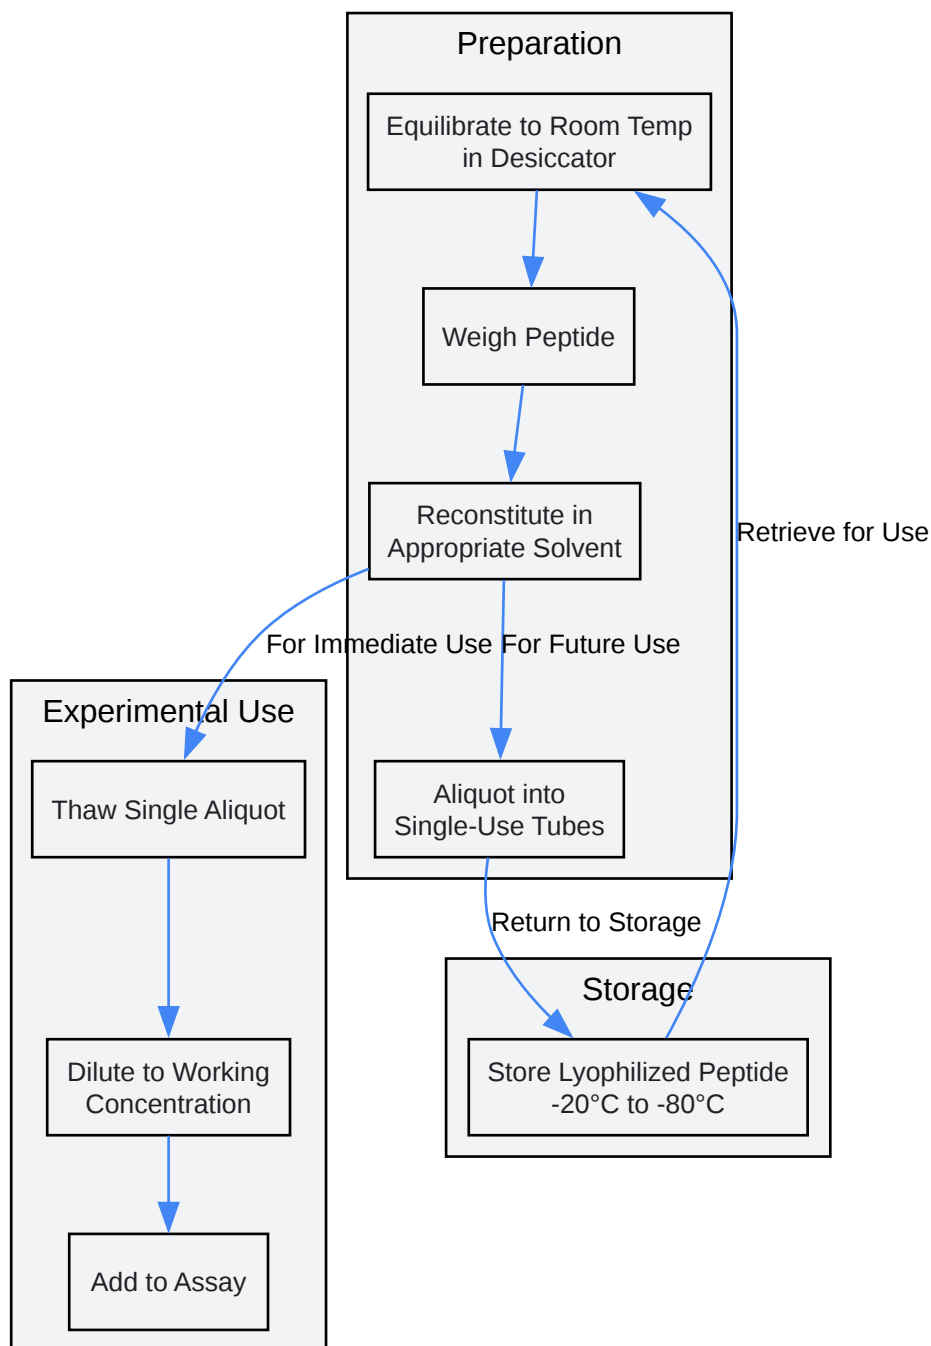 Preparation
Equilibrate to Room Temp
in Desiccator
Weigh Peptide
Reconstitute in
Appropriate Solvent
Retrieve for Use
For Immediate Use
For Future Use
Experimental Use
Thaw Single Aliquot
Aliquot into
Single-Use Tubes
Return to Storage
Storage
Store Lyophilized Peptide
-20°C to -80°C
Dilute to Working
Concentration
Add to Assay